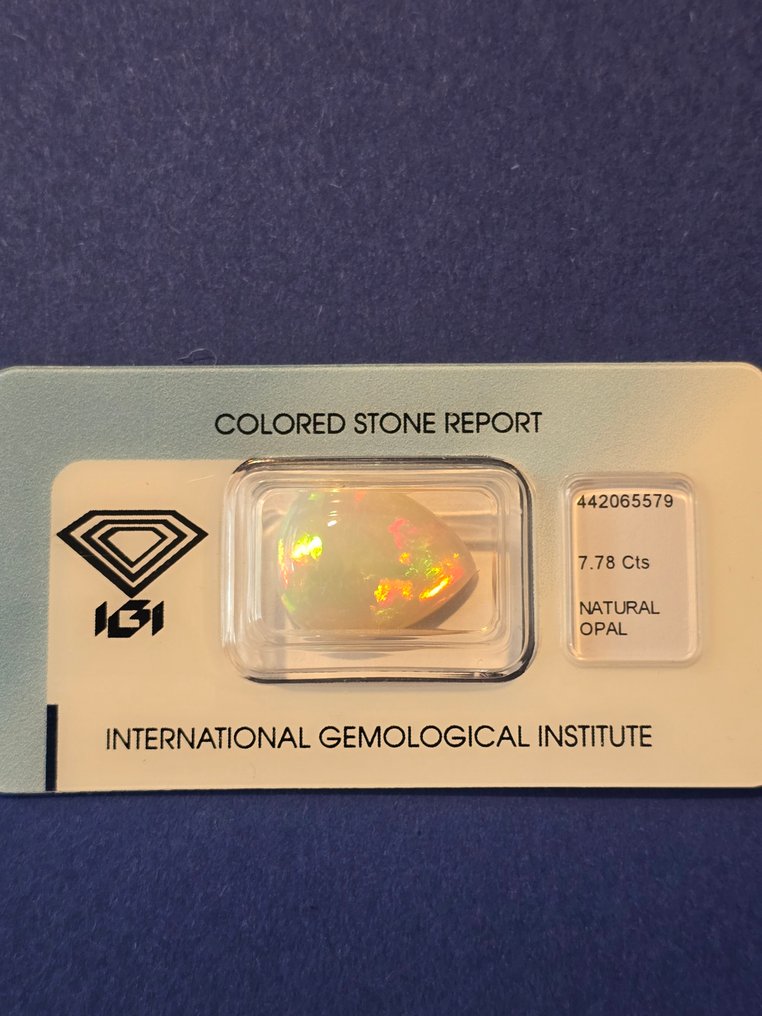 COLORED STONE REPORT
IGI
442065579
7.78 Cts
NATURAL
OPAL
INTERNATIONAL GEMOLOGICAL INSTITUTE